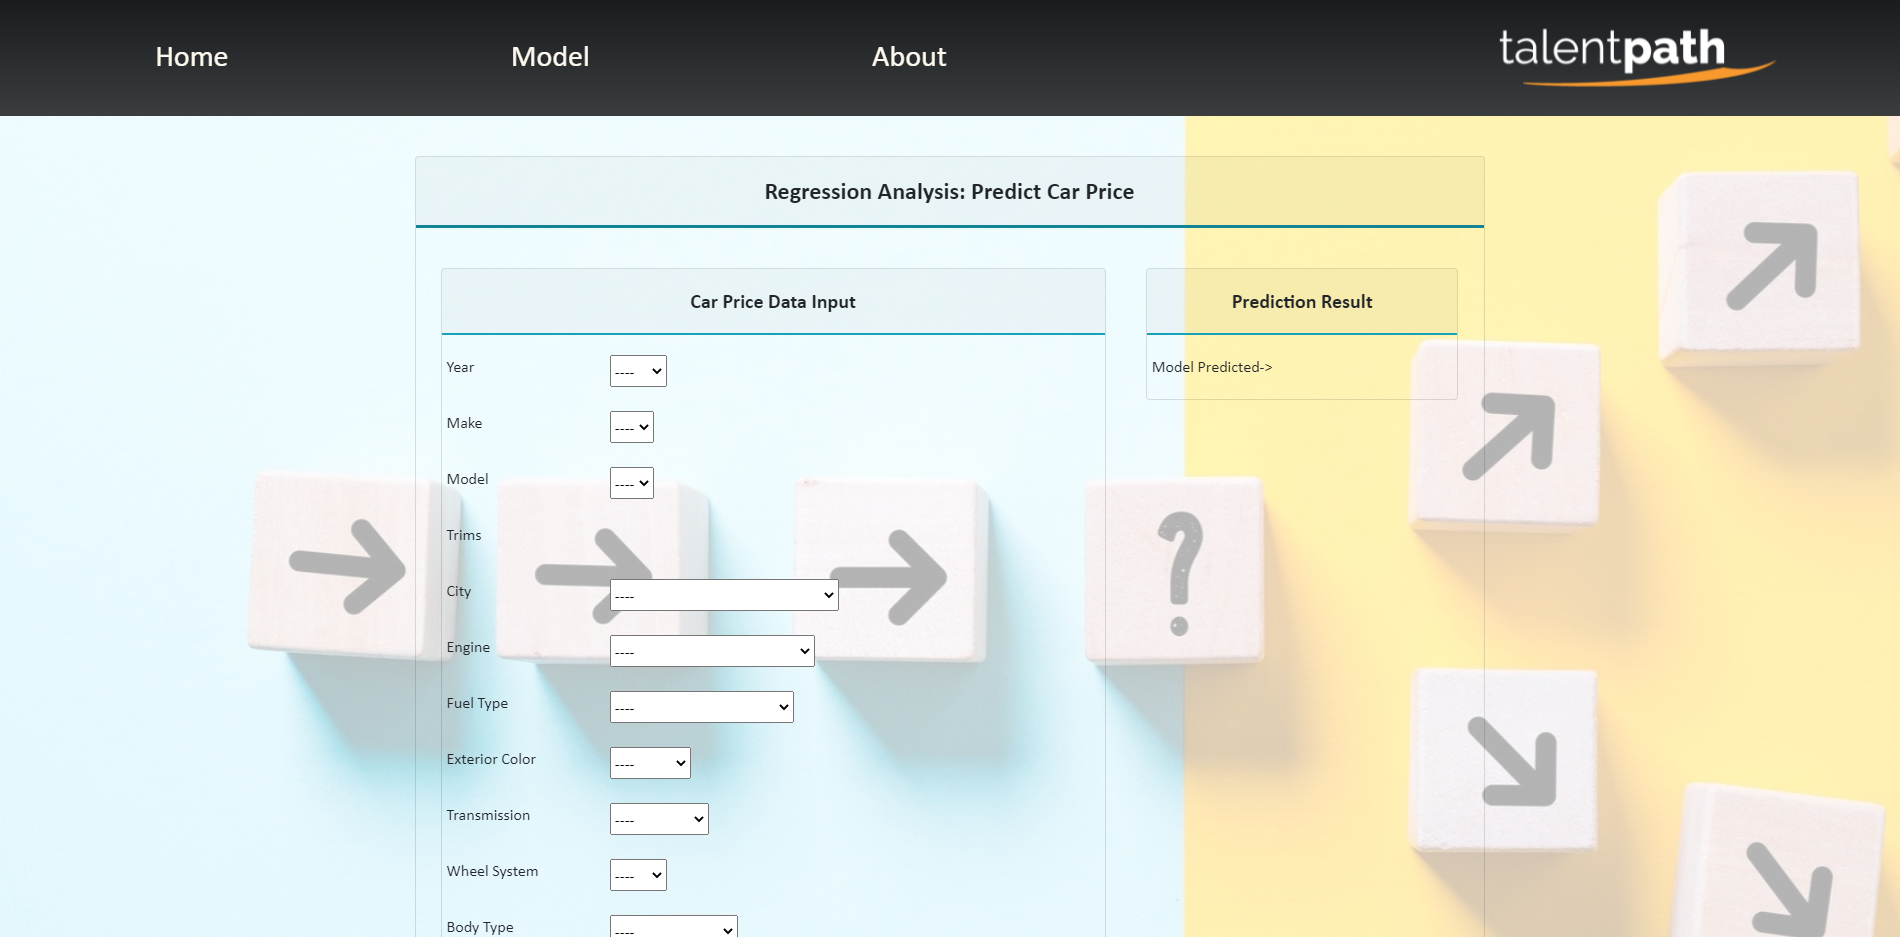 Home Model About talentpath
Regression Analysis: Predict Car Price
Car Price Data Input
Prediction Result
Year ----
Model Predicted->
Make ----
Model ----
Trims
City ----
Engine ----
Fuel Type ----
Exterior Color ----
Transmission ----
Wheel System ----
Body Type ----
?